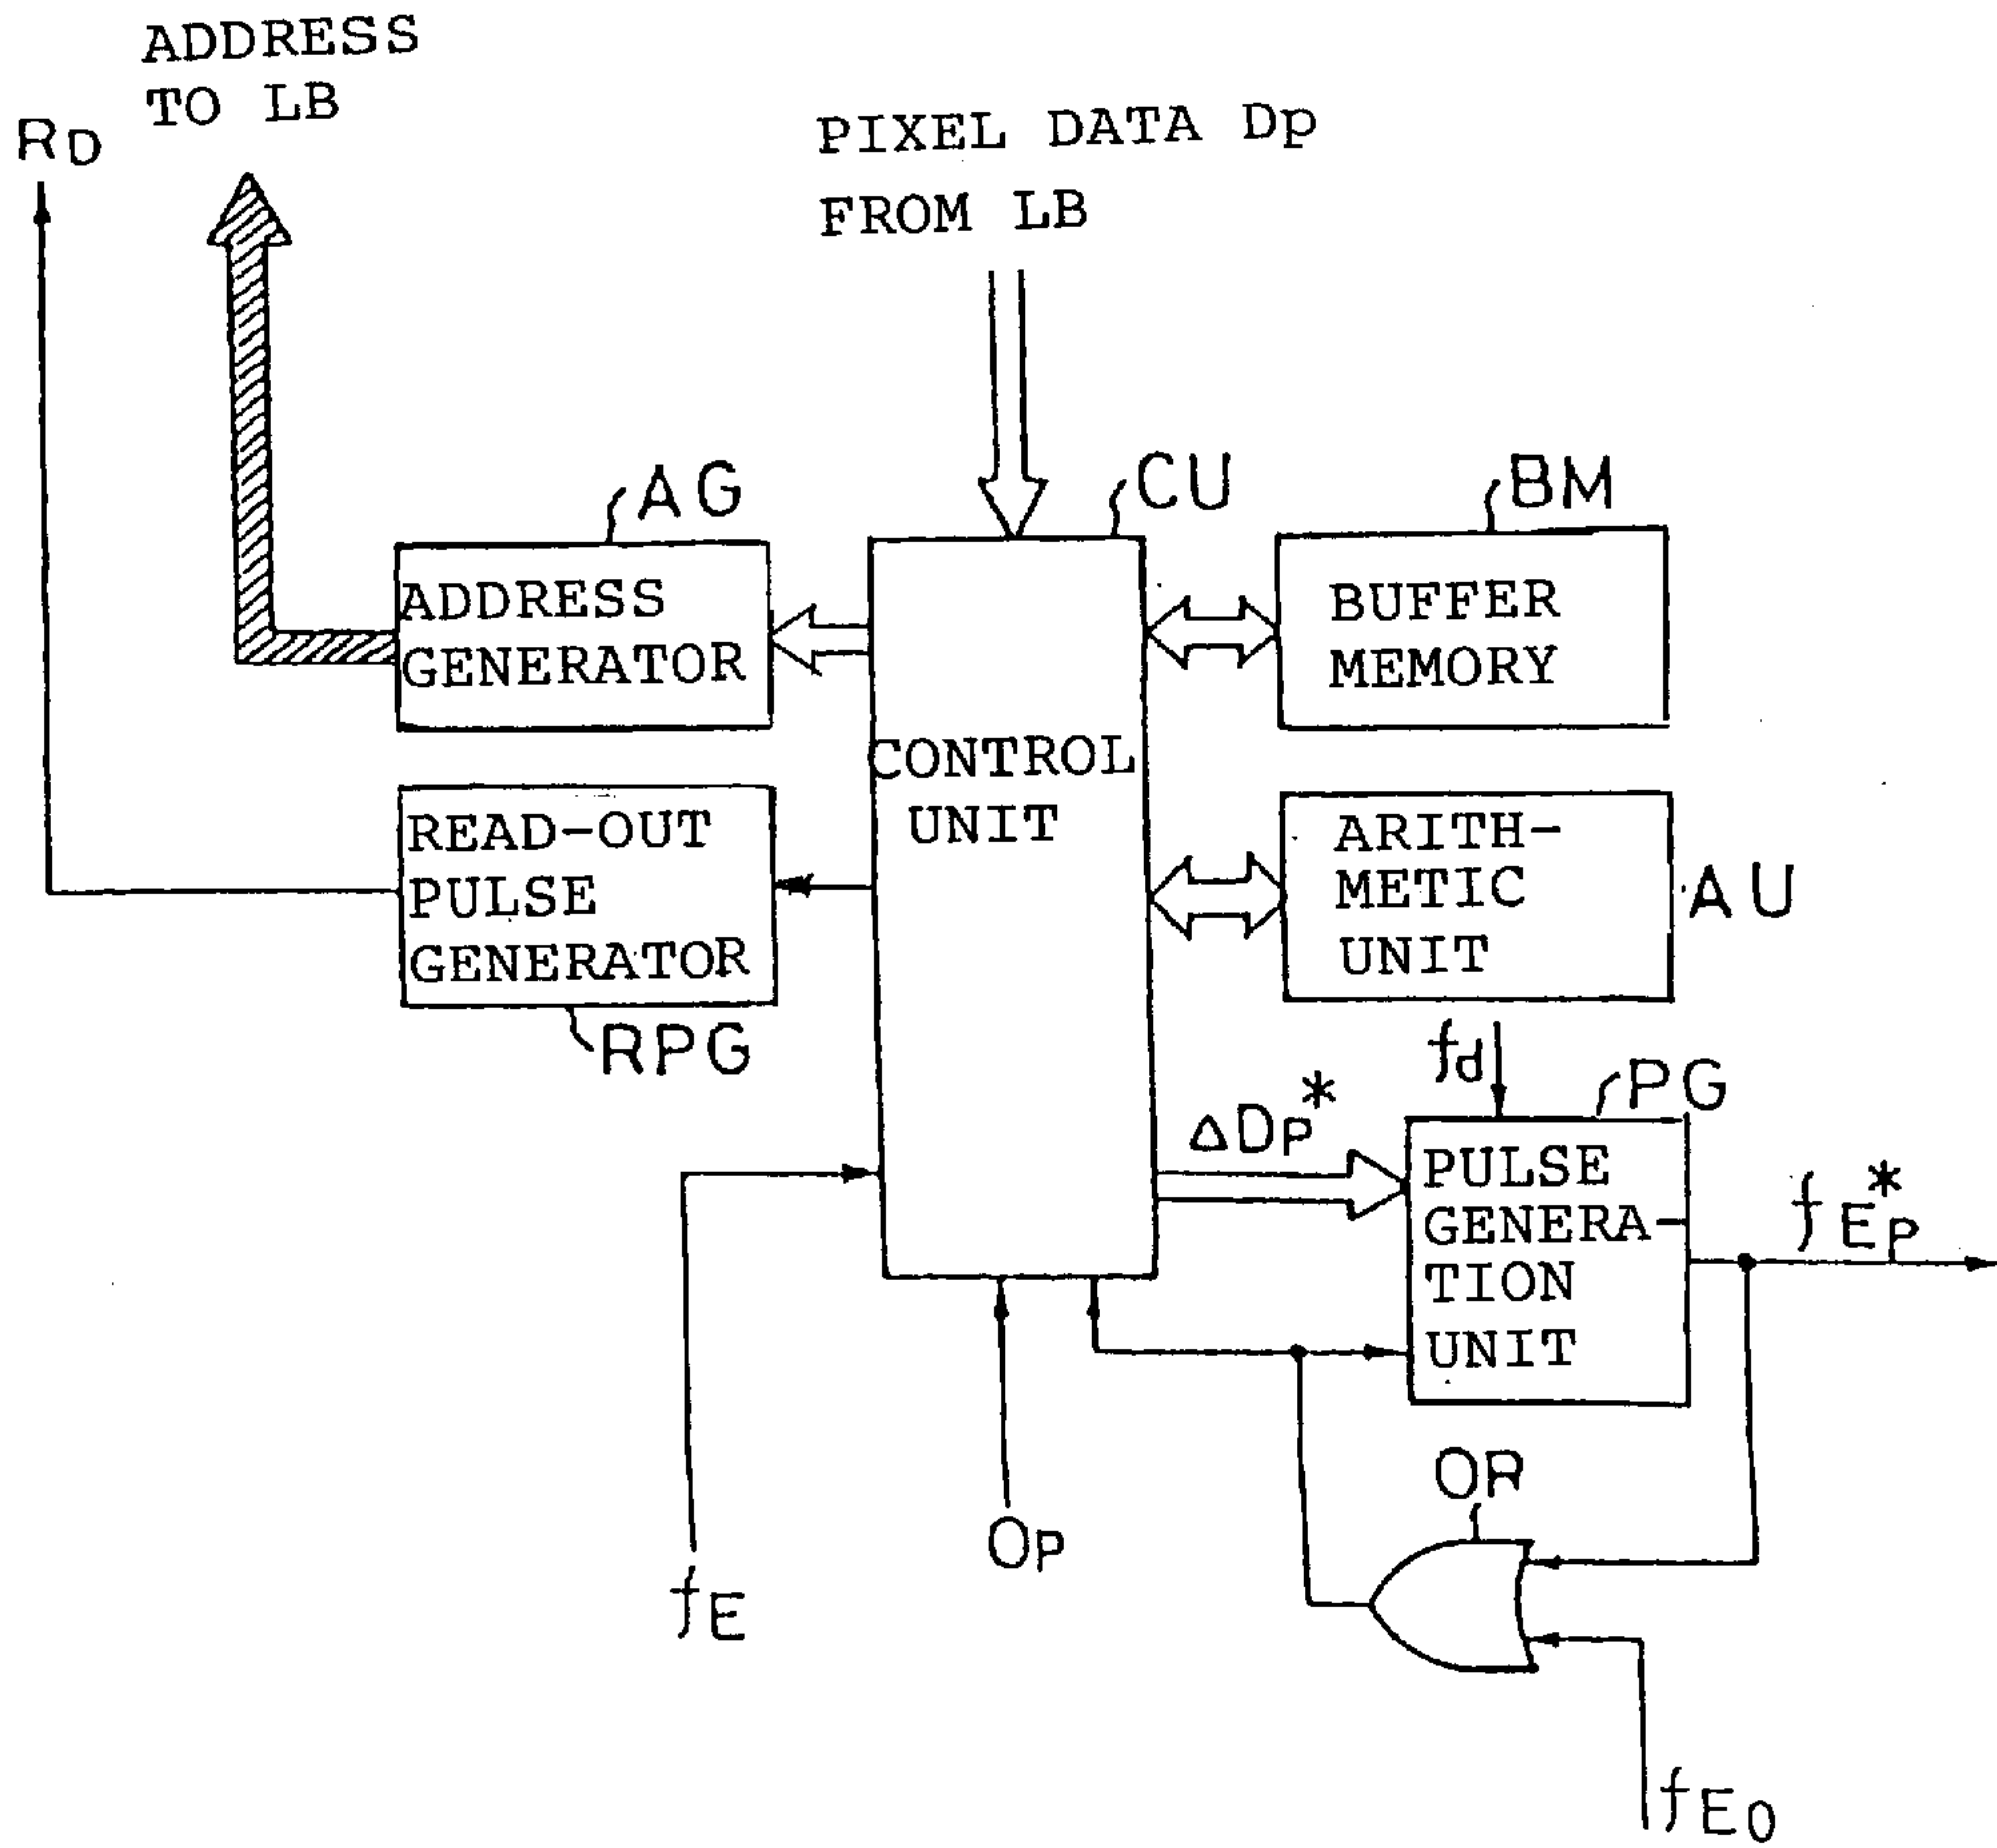 ADDRESS
TO LB
RD
PIXEL DATA Dp
FROM LB
AG
CU
BM
ADDRESS
GENERATOR
BUFFER
MEMORY
CONTROL
UNIT
READ-OUT
PULSE
GENERATOR
ARITH-
METIC
UNIT
AU
RPG
fd
PG
ΔDP*
PULSE
GENERA-
TION
UNIT
fEP*
OR
OP
fE
fEO